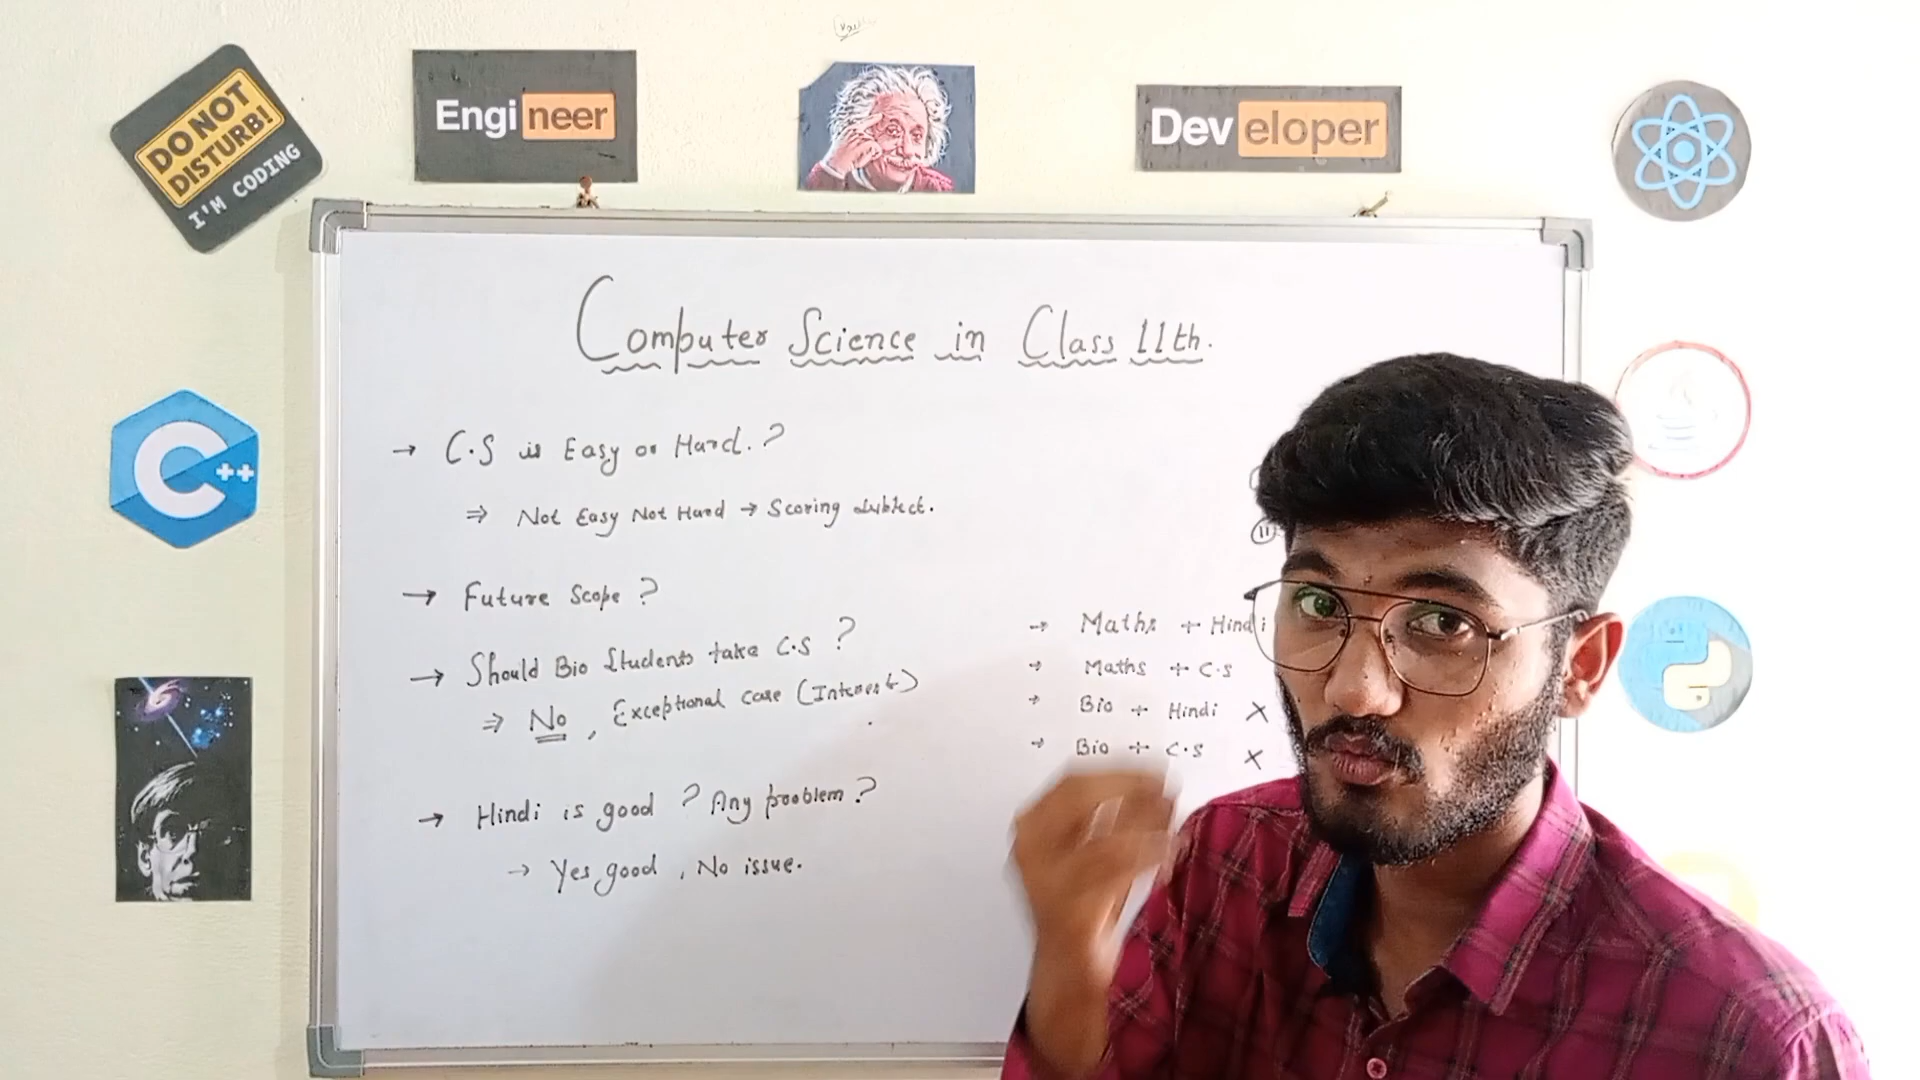 DO NOT
DISTURB!
I'M CODING
Engineer
Developer
C++
Computer Science in Class 11th.
→ C.S is Easy or Hard.?
⇒ Not Easy Not Hard → Scoring subject.
→ Future Scope ?
→ Should Bio Students take C.S ?
⇒ No, Exceptional case (Interest)
→ Hindi is good ? Any problem ?
→ Yes good, No issue.
11
→ Maths + Hindi
→ Maths + C.S
→ Bio + Hindi X
→ Bio + C.S X